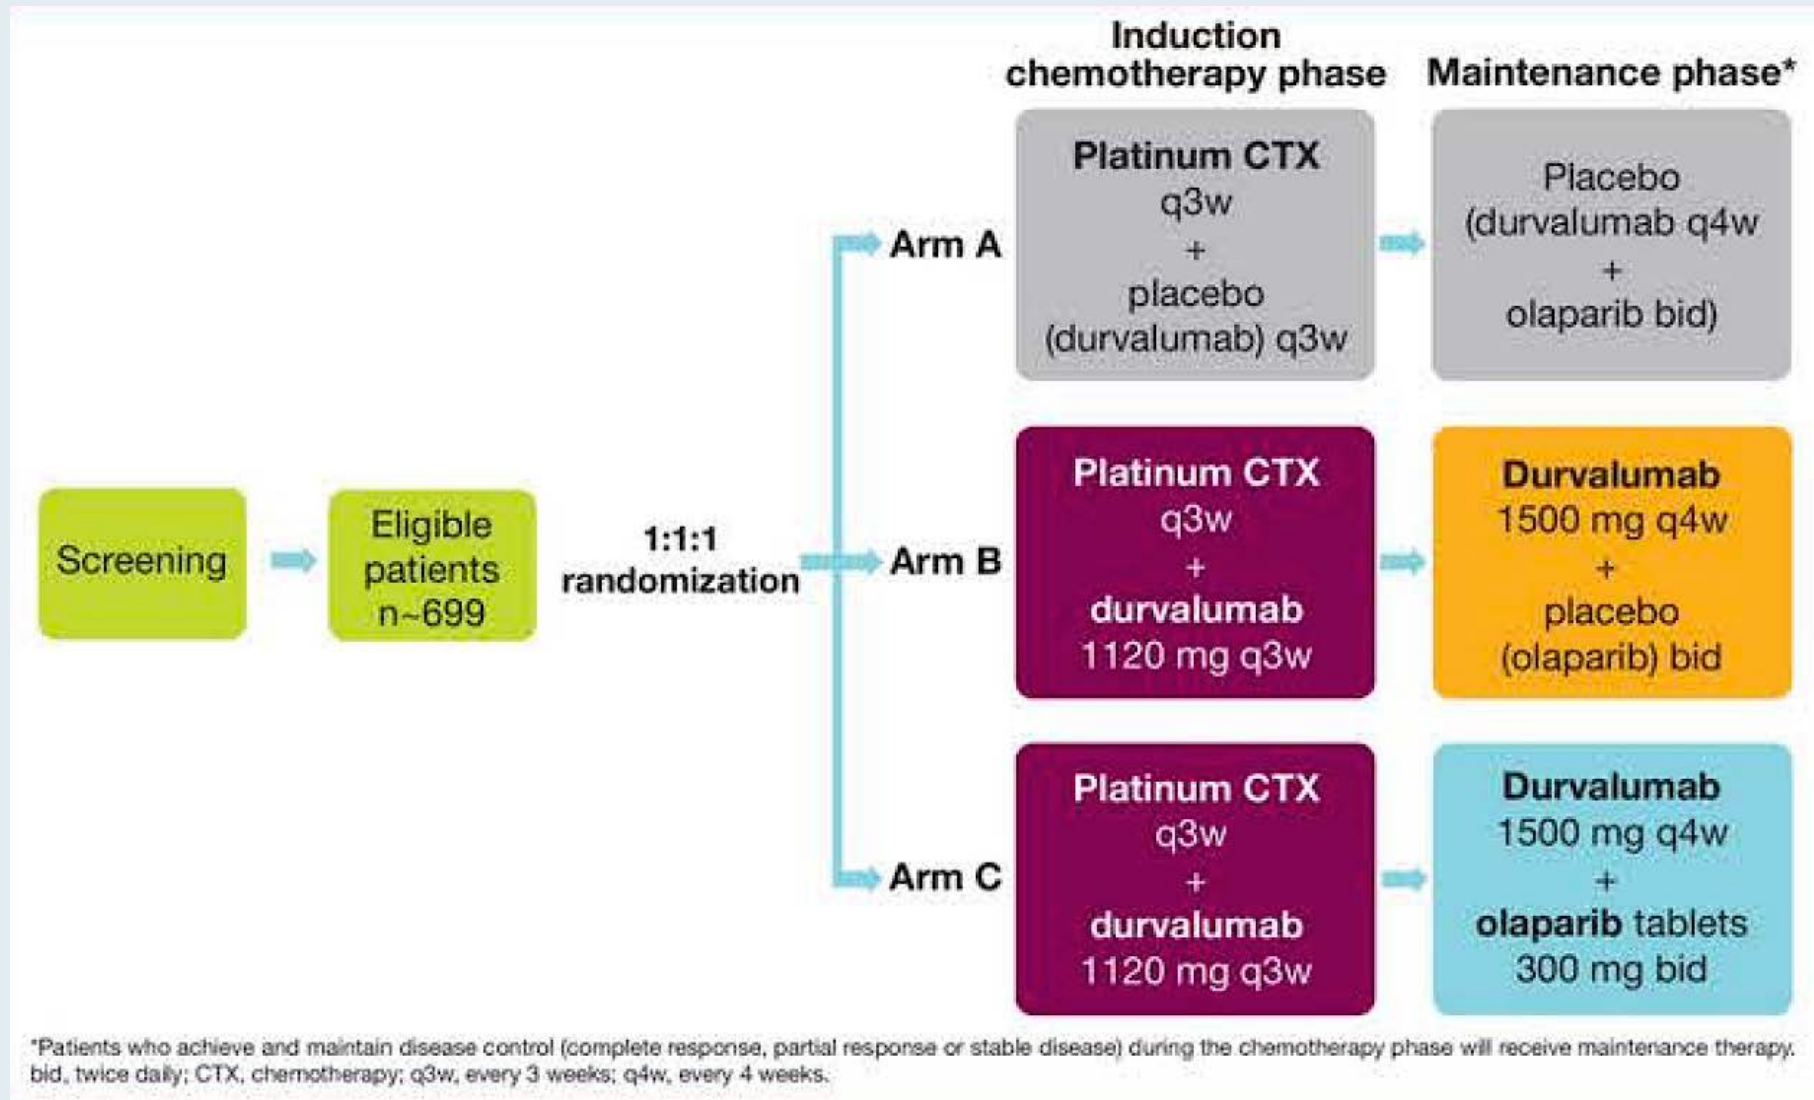 Induction
chemotherapy phase
Maintenance phase*
Screening
Eligible
patients
n~699
1:1:1
randomization
Arm A
Platinum CTX
q3w
+
placebo
(durvalumab) q3w
Placebo
(durvalumab q4w
+
olaparib bid)
Arm B
Platinum CTX
q3w
+
durvalumab
1120 mg q3w
Durvalumab
1500 mg q4w
+
placebo
(olaparib) bid
Arm C
Platinum CTX
q3w
+
durvalumab
1120 mg q3w
Durvalumab
1500 mg q4w
+
olaparib tablets
300 mg bid
*Patients who achieve and maintain disease control (complete response, partial response or stable disease) during the chemotherapy phase will receive maintenance therapy.
bid, twice daily; CTX, chemotherapy; q3w, every 3 weeks; q4w, every 4 weeks.